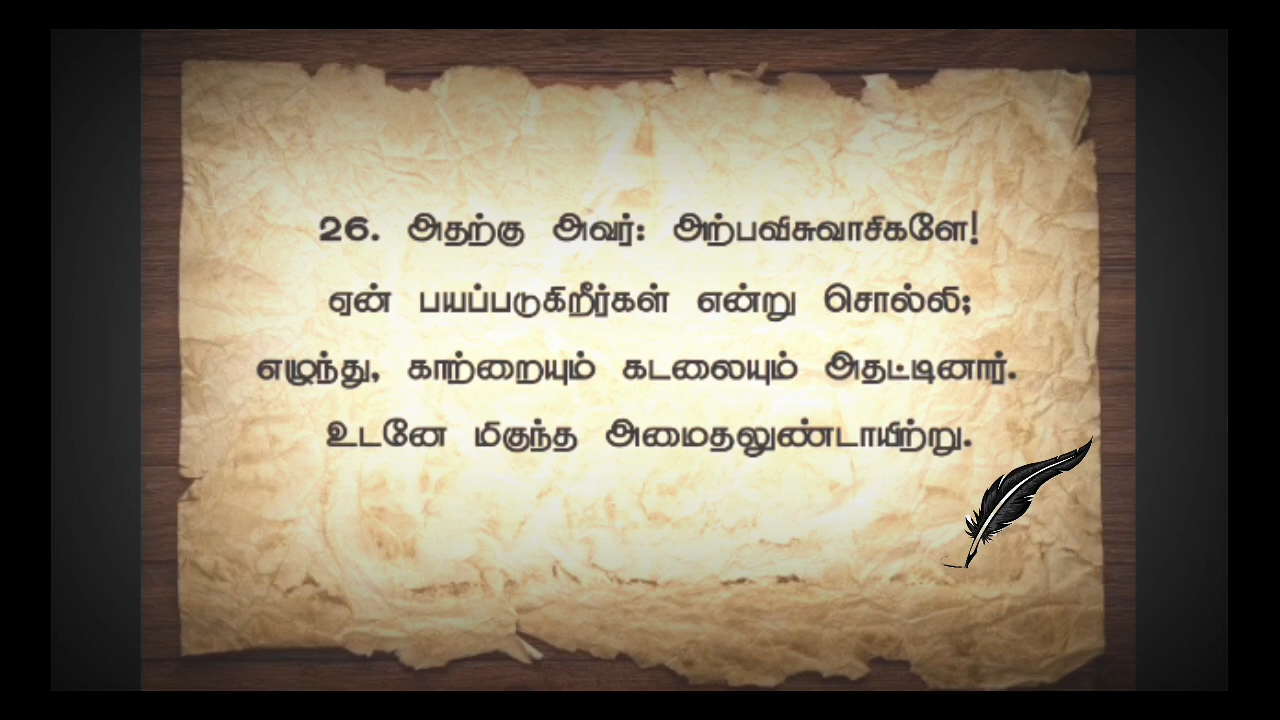 26. அதற்கு அவர்: அற்பவிசுவாசிகளே!
ஏன் பயப்படுகிறீர்கள் என்று சொல்லி;
எழுந்து, காற்றையும் கடலையும் அதட்டினார்.
உடனே மிகுந்த அமைதலுண்டாயிற்று.